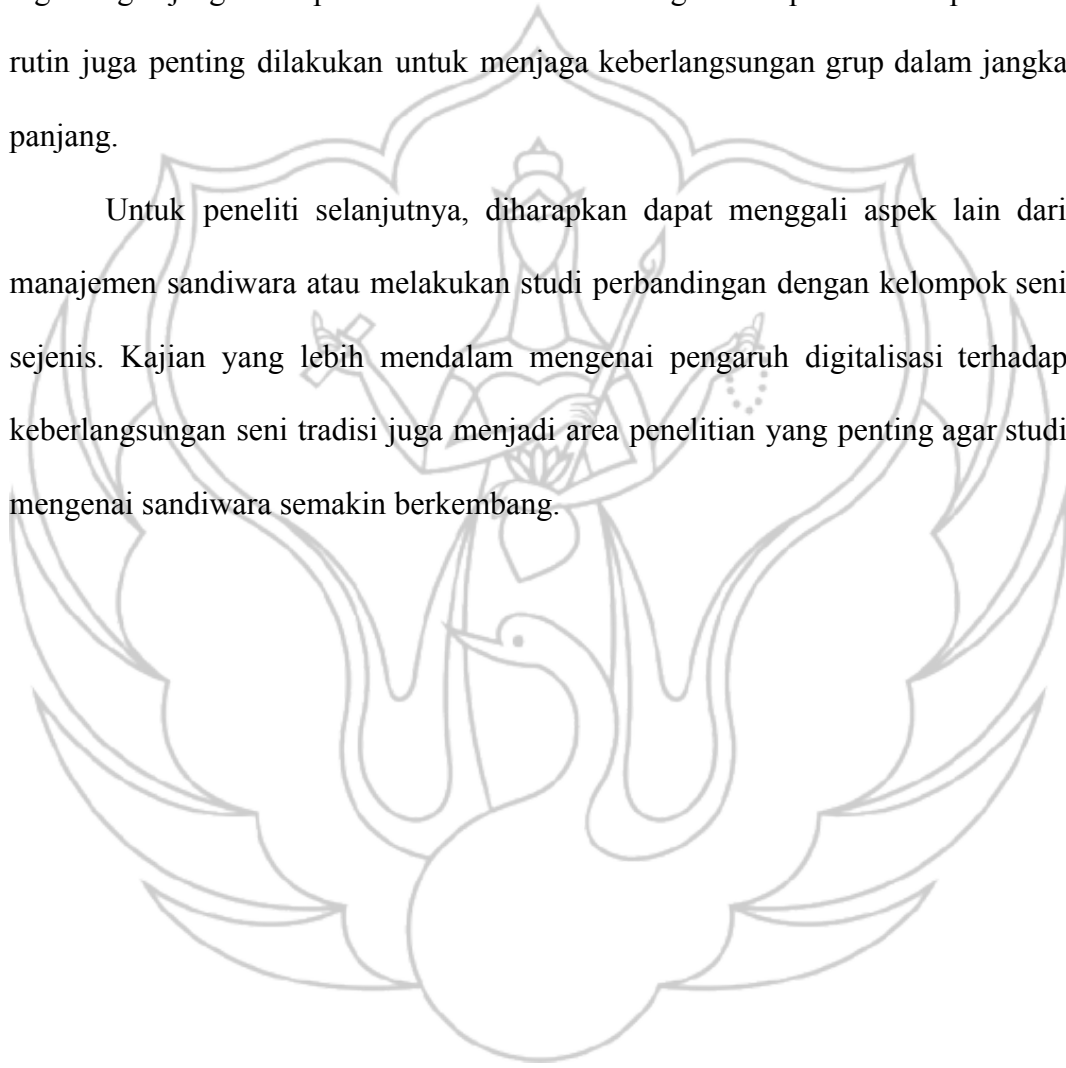 rutin juga penting dilakukan untuk menjaga keberlangsungan grup dalam jangka
panjang.
Untuk peneliti selanjutnya, diharapkan dapat menggali aspek lain dari
manajemen sandiwara atau melakukan studi perbandingan dengan kelompok seni
sejenis. Kajian yang lebih mendalam mengenai pengaruh digitalisasi terhadap
keberlangsungan seni tradisi juga menjadi area penelitian yang penting agar studi
mengenai sandiwara semakin berkembang.